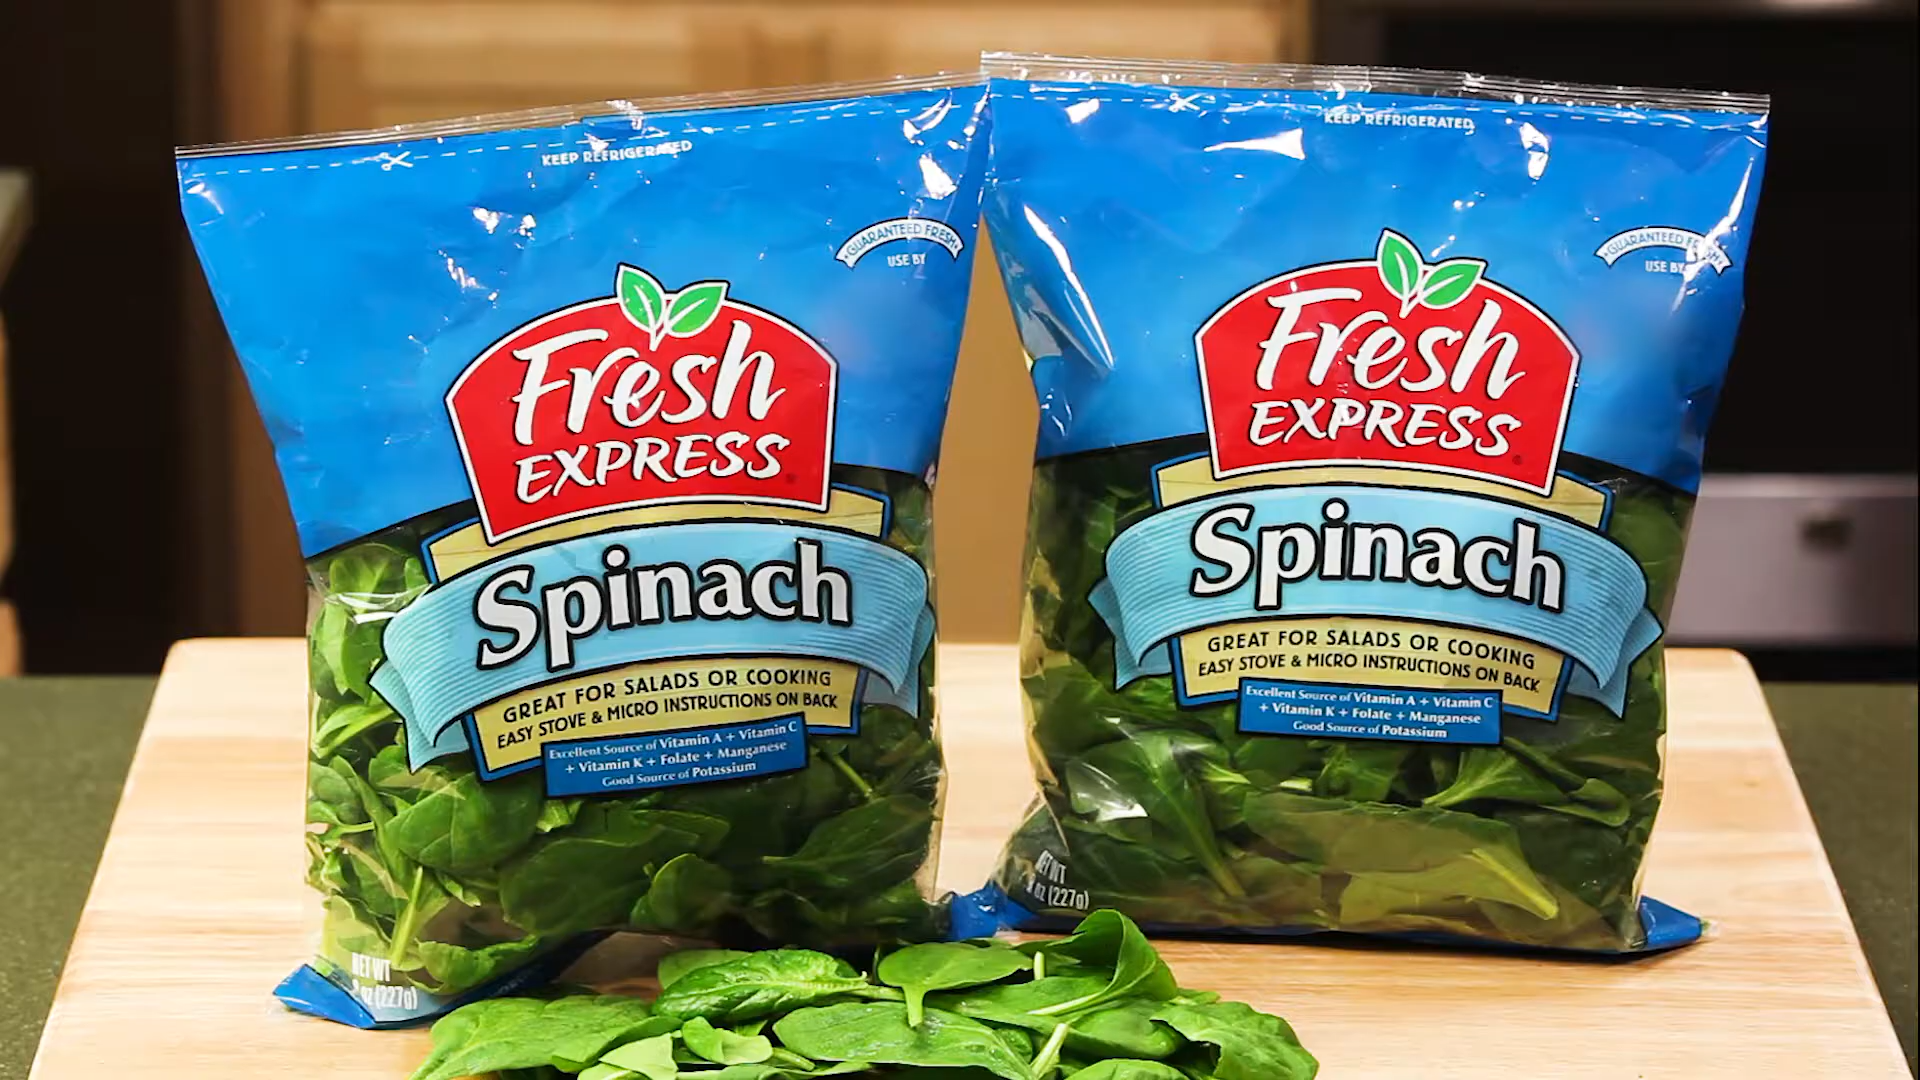 KEEP REFRIGERATED
GUARANTEED FRESH
USE BY
Fresh
EXPRESS
Spinach
GREAT FOR SALADS OR COOKING
EASY STOVE & MICRO INSTRUCTIONS ON BACK
Excellent Source of Vitamin A + Vitamin C
+ Vitamin K + Folate + Manganese
Good Source of Potassium
NET WT
oz (227g)
KEEP REFRIGERATED
GUARANTEED FRESH
USE BY
Fresh
EXPRESS
Spinach
GREAT FOR SALADS OR COOKING
EASY STOVE & MICRO INSTRUCTIONS ON BACK
Excellent Source of Vitamin A + Vitamin C
+ Vitamin K + Folate + Manganese
Good Source of Potassium
NET WT
oz (227g)